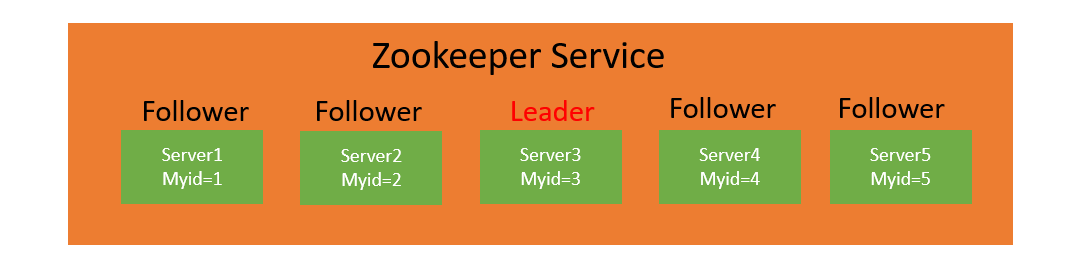 Zookeeper Service
Follower
Follower
Leader
Follower
Follower
Server1
Myid=1
Server2
Myid=2
Server3
Myid=3
Server4
Myid=4
Server5
Myid=5